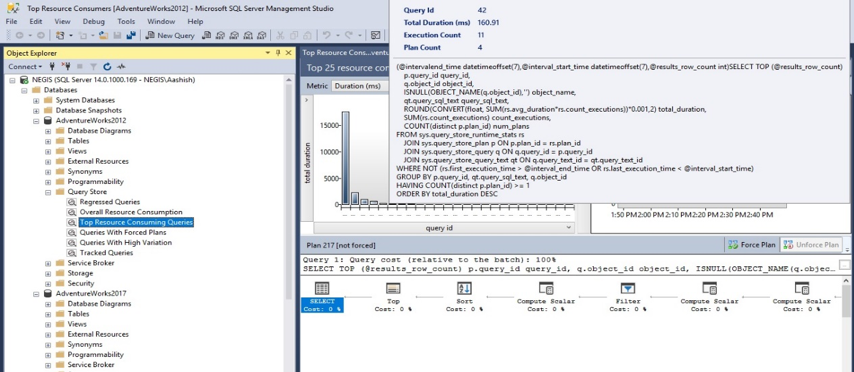 Top Resource Consumers [AdventureWorks2012] - Microsoft SQL Server Management Studio
File Edit View Debug Tools Window Help
New Query
Object Explorer
Connect
NEGIS (SQL Server 14.0.1000.169 - NEGIS\Aashish)
Databases
System Databases
Database Snapshots
AdventureWorks2012
Database Diagrams
Tables
Views
External Resources
Synonyms
Programmability
Query Store
Regressed Queries
Overall Resource Consumption
Top Resource Consuming Queries
Queries With Forced Plans
Queries With High Variation
Tracked Queries
Service Broker
Storage
Security
AdventureWorks2017
Database Diagrams
Tables
Views
External Resources
Synonyms
Programmability
Service Broker
Top Resource Cons...ventu
Top 25 resource con
Metric Duration (ms)
total duration
15000
10000
5000
0
query id
Query Id 42
Total Duration (ms) 160.91
Execution Count 11
Plan Count 4
(@intervalend_time datetimeoffset(7),@interval_start_time datetimeoffset(7),@results_row_count int)SELECT TOP (@results_row_count)
p.query_id query_id,
q.object_id object_id,
ISNULL(OBJECT_NAME(q.object_id),'') object_name,
qt.query_sql_text query_sql_text,
ROUND(CONVERT(float, SUM(rs.avg_duration*rs.count_executions))*0.001,2) total_duration,
SUM(rs.count_executions) count_executions,
COUNT(distinct p.plan_id) num_plans
FROM sys.query_store_runtime_stats rs
JOIN sys.query_store_plan p ON p.plan_id = rs.plan_id
JOIN sys.query_store_query q ON q.query_id = p.query_id
JOIN sys.query_store_query_text qt ON q.query_text_id = qt.query_text_id
WHERE NOT (rs.first_execution_time > @interval_end_time OR rs.last_execution_time < @interval_start_time)
GROUP BY p.query_id, qt.query_sql_text, q.object_id
HAVING COUNT(distinct p.plan_id) >= 1
ORDER BY total_duration DESC
1:50 PM 2:00 PM 2:10 PM 2:20 PM 2:30 PM 2:40 PM
Plan 217 [not forced]
Force Plan Unforce Plan
Query 1: Query cost (relative to the batch): 100%
SELECT TOP (@results_row_count) p.query_id query_id, q.object_id object_id, ISNULL(OBJECT_NAME(q.objec...
SELECT Top Sort Compute Scalar Filter Compute Scalar Compute Scalar
Cost: 0 % Cost: 0 % Cost: 0 % Cost: 0 % Cost: 0 % Cost: 0 % Cost: 0 %